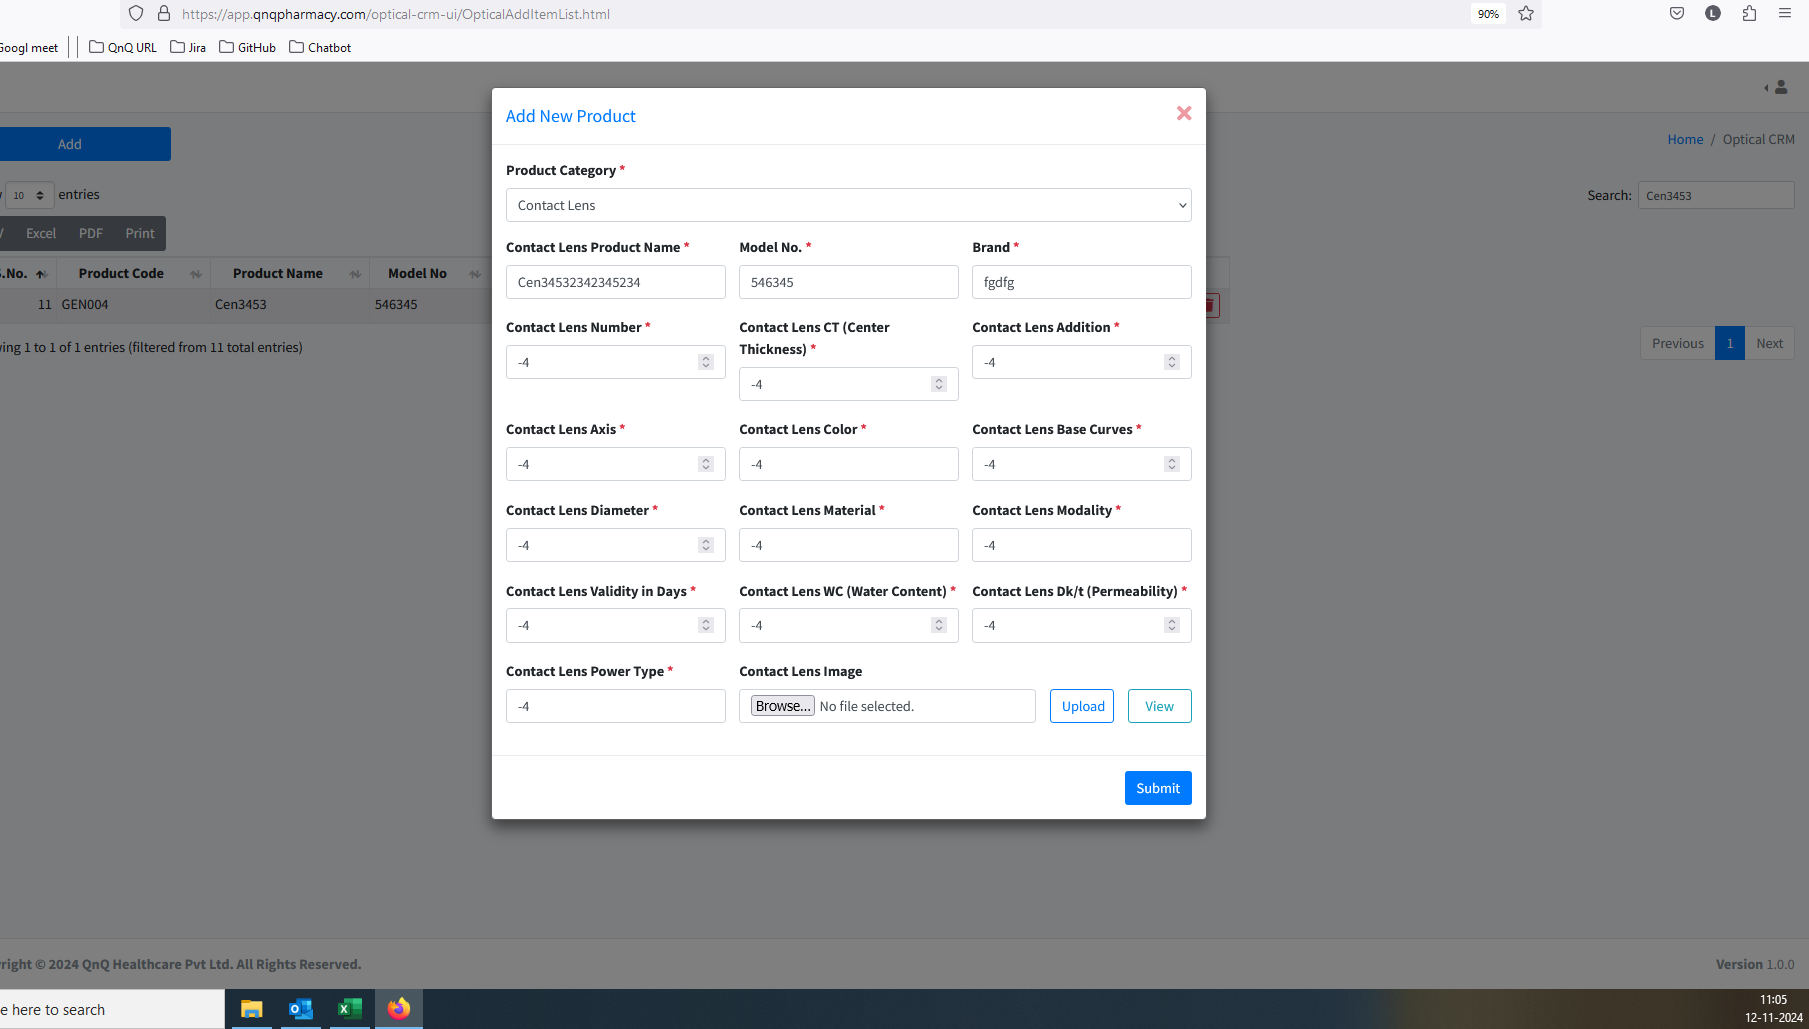 https://app.qnqpharmacy.com/optical-crm-ui/OpticalAddItemList.html 90% L
Googl meet QnQ URL Jira GitHub Chatbot
Add New Product
Add
Home / Optical CRM
Product Category *
Contact Lens
10 entries
Search: Cen3453
Excel PDF Print
Contact Lens Product Name * Model No. * Brand *
Cen34532342345234 546345 fgdfg
S.No. Product Code Product Name Model No
11 GEN004 Cen3453 546345
Contact Lens Number * Contact Lens CT (Center Thickness) * Contact Lens Addition *
-4 -4 -4
wing 1 to 1 of 1 entries (filtered from 11 total entries)
Previous 1 Next
Contact Lens Axis * Contact Lens Color * Contact Lens Base Curves *
-4 -4 -4
Contact Lens Diameter * Contact Lens Material * Contact Lens Modality *
-4 -4 -4
Contact Lens Validity in Days * Contact Lens WC (Water Content) * Contact Lens Dk/t (Permeability) *
-4 -4 -4
Contact Lens Power Type * Contact Lens Image
-4 Browse... No file selected. Upload View
Submit
right © 2024 QnQ Healthcare Pvt Ltd. All Rights Reserved.
Version 1.0.0
e here to search
11:05
12-11-2024